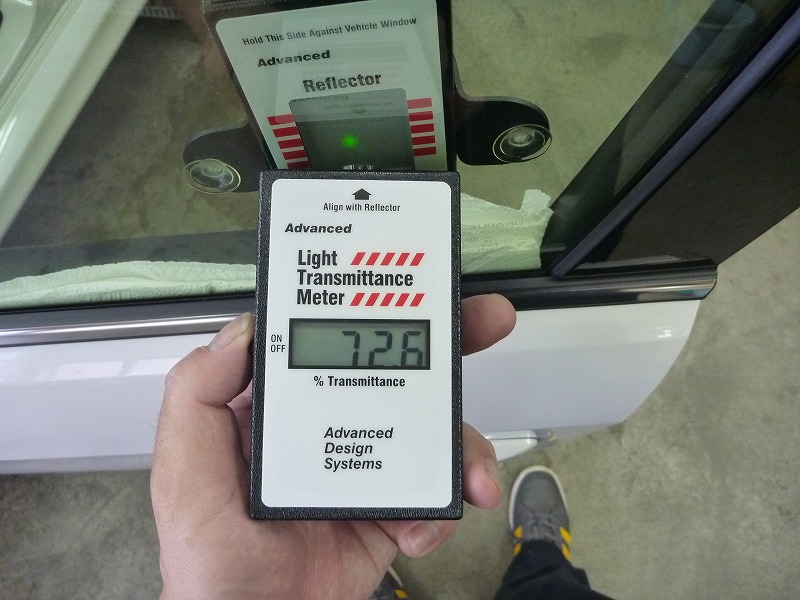 Hold This Side Against Vehicle Window
Advanced
Reflector
Align with Reflector
Advanced
Light
Transmittance
Meter
ON
OFF
72.6
% Transmittance
Advanced
Design
Systems